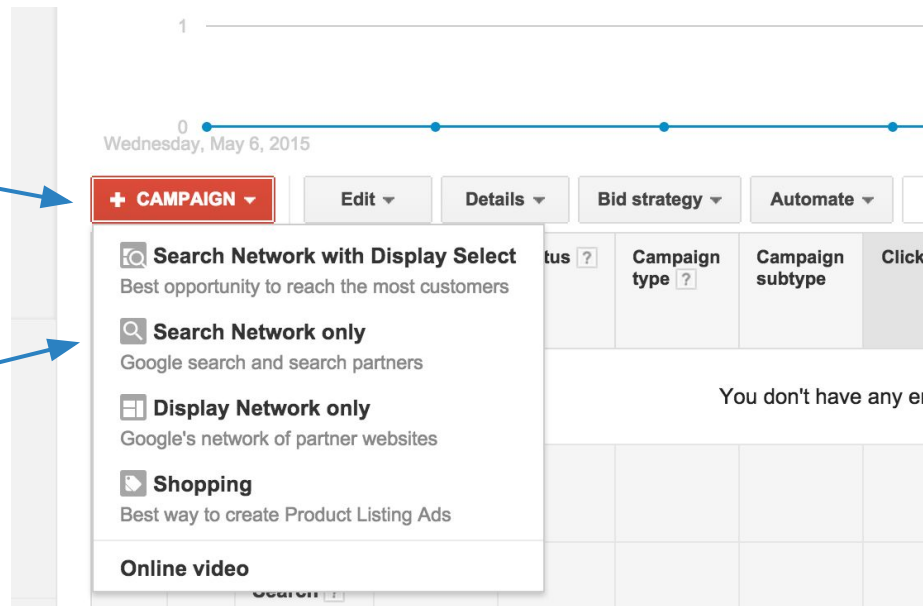 1
0
Wednesday, May 6, 2015
+ CAMPAIGN Edit Details Bid strategy Automate
Search Network with Display Select
Best opportunity to reach the most customers
Search Network only
Google search and search partners
Display Network only
Google's network of partner websites
Shopping
Best way to create Product Listing Ads
Online video
tus ? Campaign Campaign Click
type ? subtype
You don't have any e
Search ?